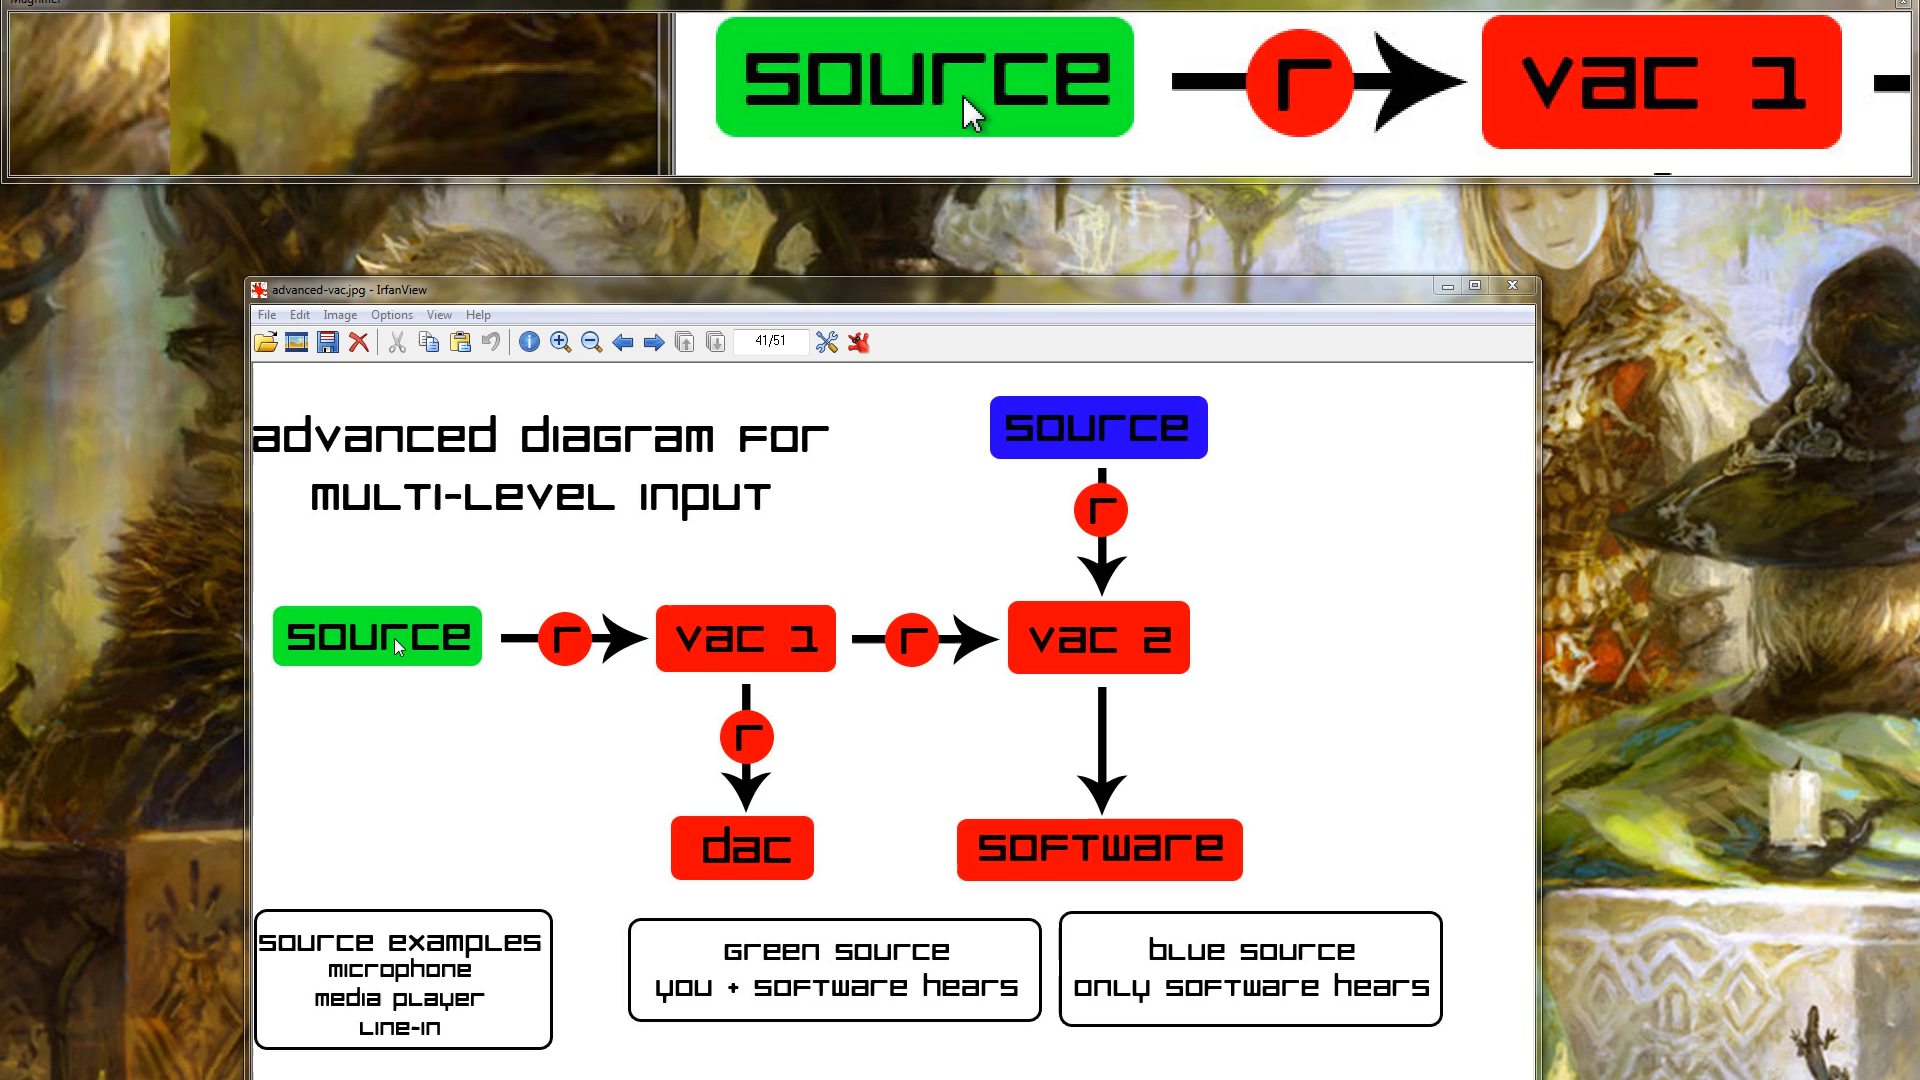 Magnifier
source r vac 1
advanced-vac.jpg - IrfanView
File Edit Image Options View Help
41/51
advanced diagram for
multi-level input
source
r
source r vac 1 r vac 2
r
dac
software
source examples
microphone
media player
line-in
green source
you + software hears
blue source
only software hears